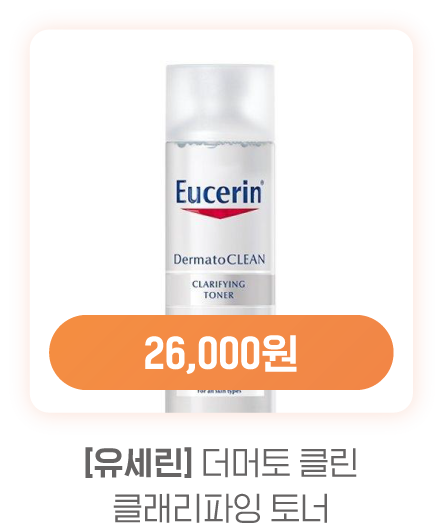 Eucerin®
DermatoCLEAN
CLARIFYING
TONER
26,000원
For all skin types
[유세린] 더머토 클린
클래리파잉 토너